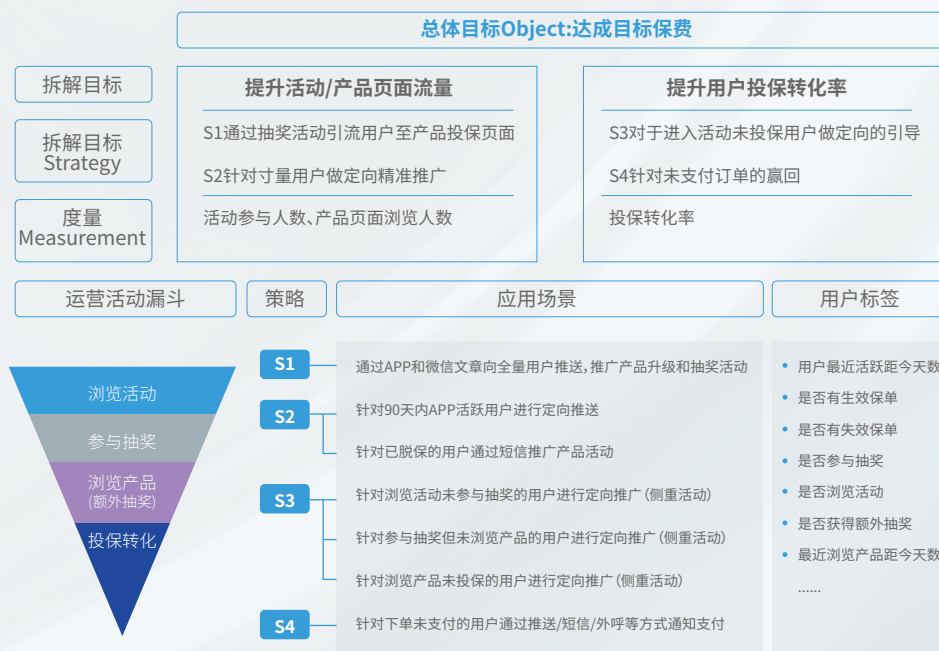 总体目标Object:达成目标保费
拆解目标
提升活动/产品页面流量
提升用户投保转化率
拆解目标
Strategy
S1通过抽奖活动引流用户至产品投保页面
S2针对寸量用户做定向精准推广
S3对于进入活动未投保用户做定向的引导
S4针对未支付订单的赢回
度量
Measurement
活动参与人数、产品页面浏览人数
投保转化率
运营活动漏斗
策略
应用场景
用户标签
浏览活动
参与抽奖
浏览产品
(额外抽奖)
投保转化
S1
通过APP和微信文章向全量用户推送,推广产品升级和抽奖活动
S2
针对90天内APP活跃用户进行定向推送
针对已脱保的用户通过短信推广产品活动
S3
针对浏览活动未参与抽奖的用户进行定向推广(侧重活动)
针对参与抽奖但未浏览产品的用户进行定向推广(侧重活动)
针对浏览产品未投保的用户进行定向推广(侧重活动)
S4
针对下单未支付的用户通过推送/短信/外呼等方式通知支付
• 用户最近活跃距今天数
• 是否有生效保单
• 是否有失效保单
• 是否参与抽奖
• 是否浏览活动
• 是否获得额外抽奖
• 最近浏览产品距今天数
......